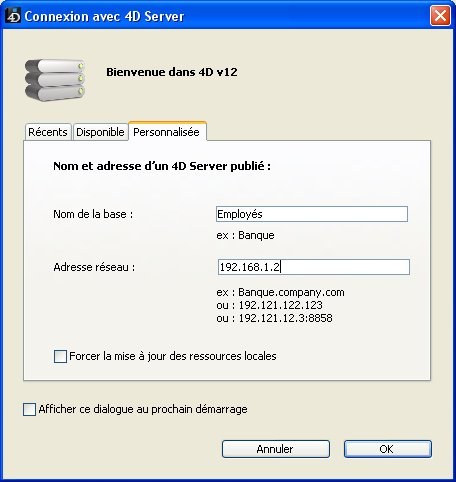 Connexion avec 4D Server
Bienvenue dans 4D v12
Récents Disponible Personnalisée
Nom et adresse d'un 4D Server publié :
Nom de la base : Employés
ex : Banque
Adresse réseau : 192.168.1.2
ex : Banque.company.com
ou : 192.121.122.123
ou : 192.121.12.3:8858
Forcer la mise à jour des ressources locales
Afficher ce dialogue au prochain démarrage
Annuler OK